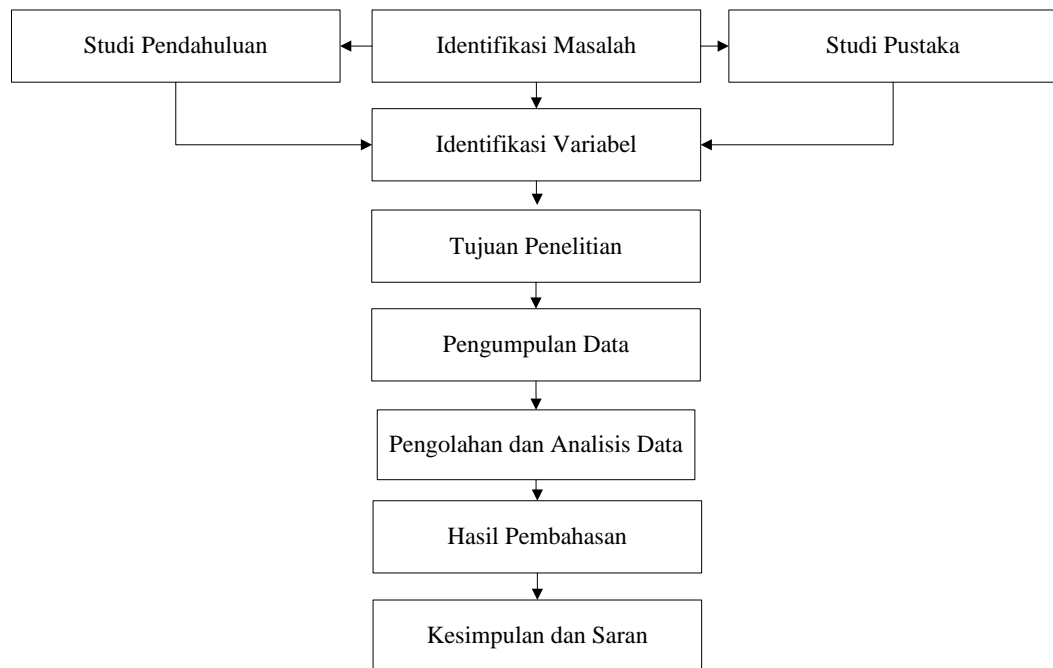 Studi Pendahuluan
Identifikasi Masalah
Studi Pustaka
Identifikasi Variabel
Tujuan Penelitian
Pengumpulan Data
Pengolahan dan Analisis Data
Hasil Pembahasan
Kesimpulan dan Saran